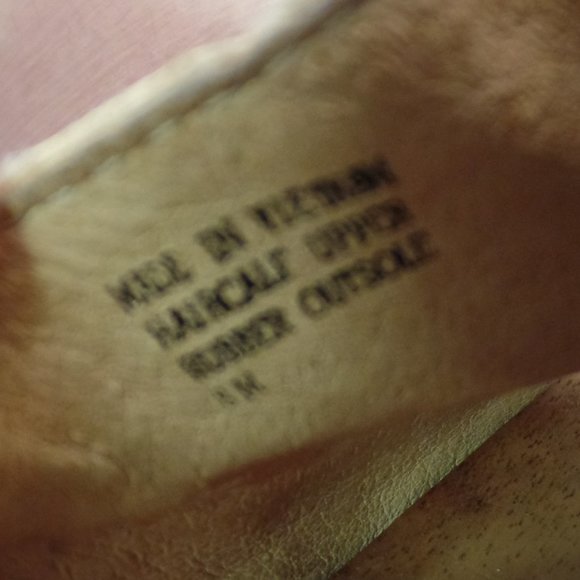 MADE IN VIETNAM
HAIRCALF UPPER
RUBBER OUTSOLE
M